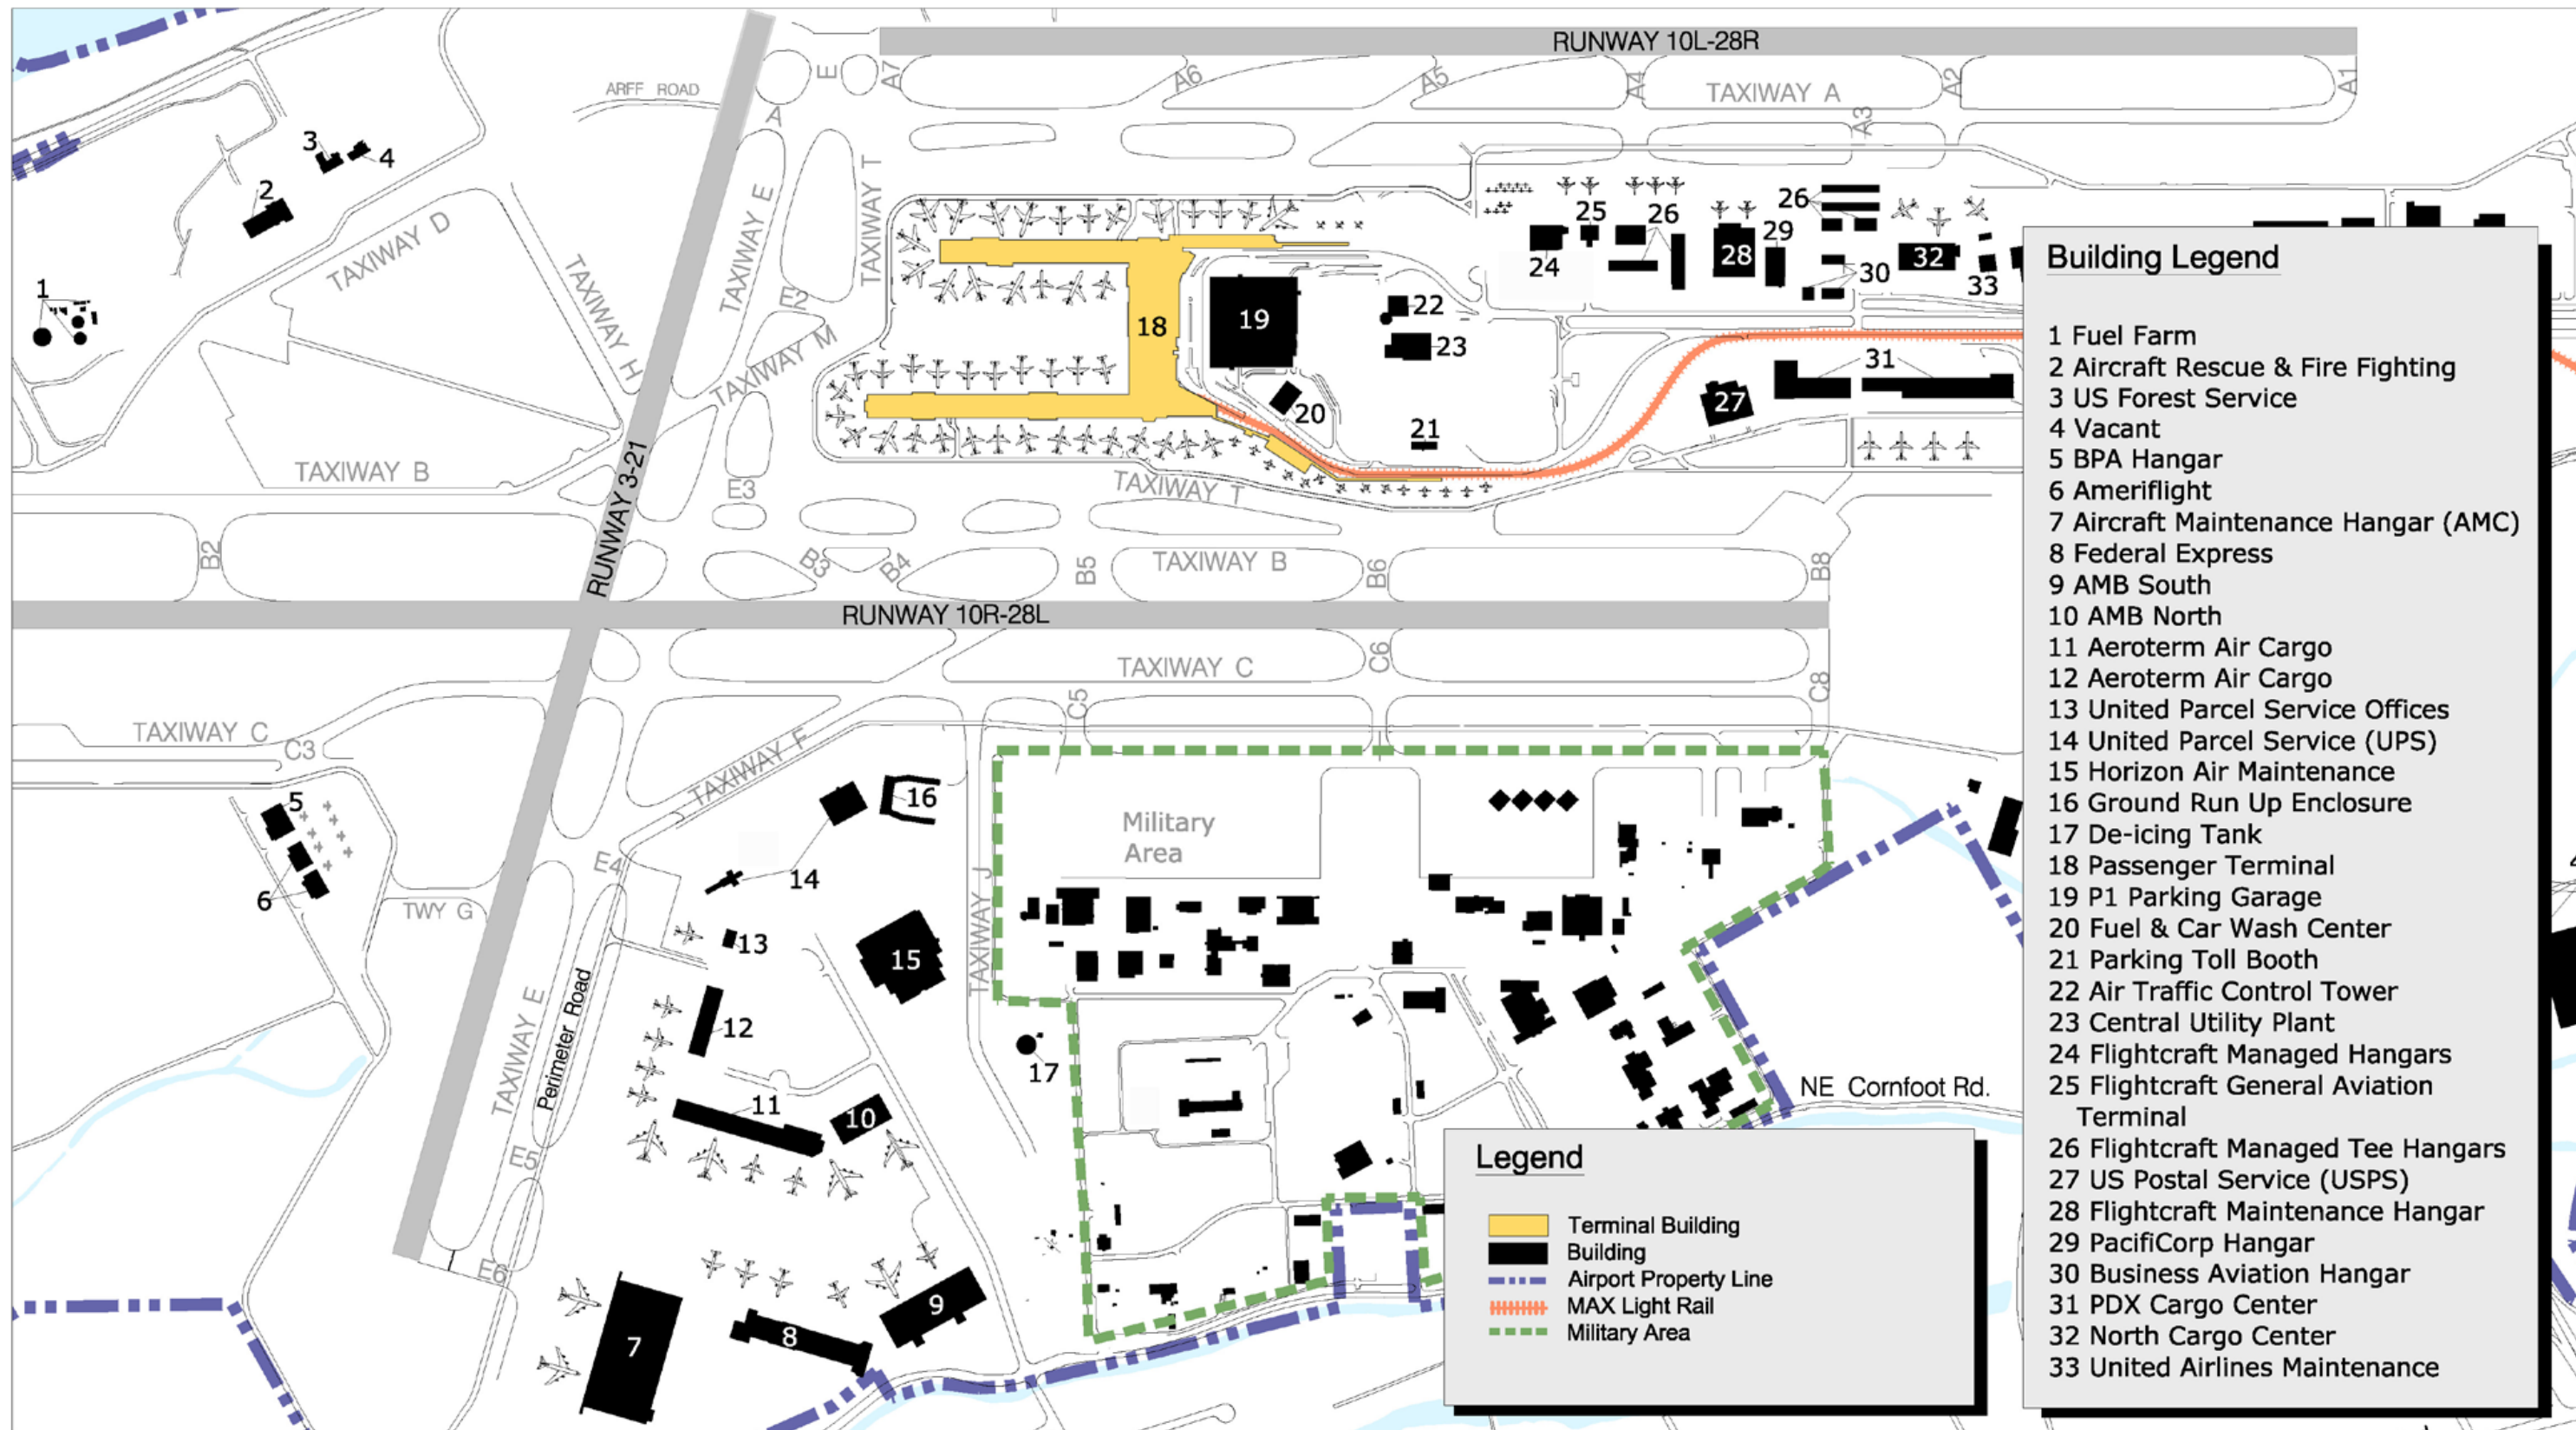 RUNWAY 10L-28R
ARFF ROAD
E
A7
A6
A5
A4
TAXIWAY A
A2
A1
A
A3
3
4
2
TAXIWAY D
TAXIWAY E
TAXIWAY T
TAXIWAY H
1
E2
TAXIWAY M
18
19
22
23
20
21
24
25
26
28
29
26
30
32
33
31
27
TAXIWAY B
RUNWAY 3-21
E3
TAXIWAY T
B2
B3
B4
B5
TAXIWAY B
B6
B8
RUNWAY 10R-28L
TAXIWAY C
C6
C5
C8
TAXIWAY C
C3
TAXIWAY F
5
6
TWY G
E4
14
16
13
15
TAXIWAY J
Military
Area
TAXIWAY E
Perimeter Road
12
17
11
10
E5
E6
7
8
9
NE Cornfoot Rd.
Legend
Terminal Building
Building
Airport Property Line
MAX Light Rail
Military Area
Building Legend
1 Fuel Farm
2 Aircraft Rescue & Fire Fighting
3 US Forest Service
4 Vacant
5 BPA Hangar
6 Ameriflight
7 Aircraft Maintenance Hangar (AMC)
8 Federal Express
9 AMB South
10 AMB North
11 Aeroterm Air Cargo
12 Aeroterm Air Cargo
13 United Parcel Service Offices
14 United Parcel Service (UPS)
15 Horizon Air Maintenance
16 Ground Run Up Enclosure
17 De-icing Tank
18 Passenger Terminal
19 P1 Parking Garage
20 Fuel & Car Wash Center
21 Parking Toll Booth
22 Air Traffic Control Tower
23 Central Utility Plant
24 Flightcraft Managed Hangars
25 Flightcraft General Aviation
Terminal
26 Flightcraft Managed Tee Hangars
27 US Postal Service (USPS)
28 Flightcraft Maintenance Hangar
29 PacifiCorp Hangar
30 Business Aviation Hangar
31 PDX Cargo Center
32 North Cargo Center
33 United Airlines Maintenance